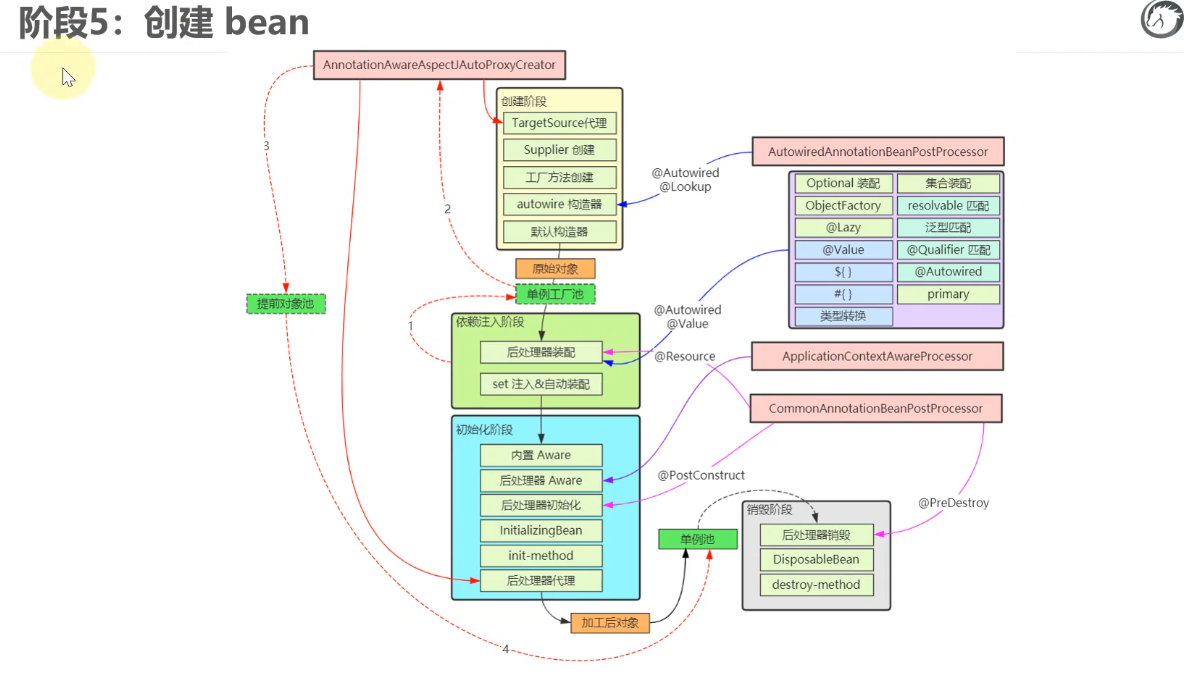 阶段5：创建 bean
AnnotationAwareAspectJAutoProxyCreator
创建阶段
TargetSource代理
Supplier 创建
工厂方法创建
autowire 构造器
默认构造器
@Autowired
@Lookup
AutowiredAnnotationBeanPostProcessor
Optional 装配
集合装配
ObjectFactory
resolvable 匹配
@Lazy
泛型匹配
@Value
@Qualifier 匹配
${ }
@Autowired
#{ }
primary
类型转换
3
2
原始对象
单例工厂池
提前对象池
1
依赖注入阶段
后处理器装配
set 注入&自动装配
@Autowired
@Value
@Resource
ApplicationContextAwareProcessor
CommonAnnotationBeanPostProcessor
初始化阶段
内置 Aware
后处理器 Aware
后处理器初始化
InitializingBean
init-method
后处理器代理
@PostConstruct
@PreDestroy
单例池
销毁阶段
后处理器销毁
DisposableBean
destroy-method
加工后对象
4